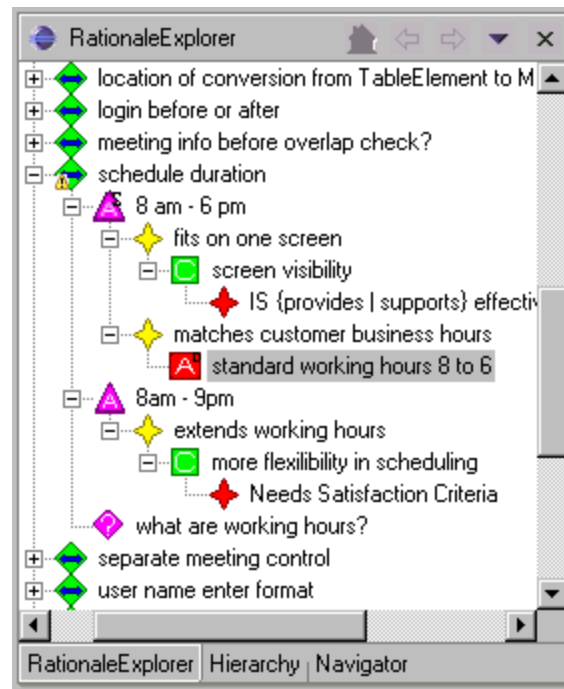 RationaleExplorer
location of conversion from TableElement to M
login before or after
meeting info before overlap check?
schedule duration
A S 8 am - 6 pm
fits on one screen
C screen visibility
IS {provides | supports} effectiv
matches customer business hours
A standard working hours 8 to 6
A 8am - 9pm
extends working hours
C more flexilibility in scheduling
Needs Satisfaction Criteria
? what are working hours?
separate meeting control
user name enter format
RationaleExplorer Hierarchy Navigator